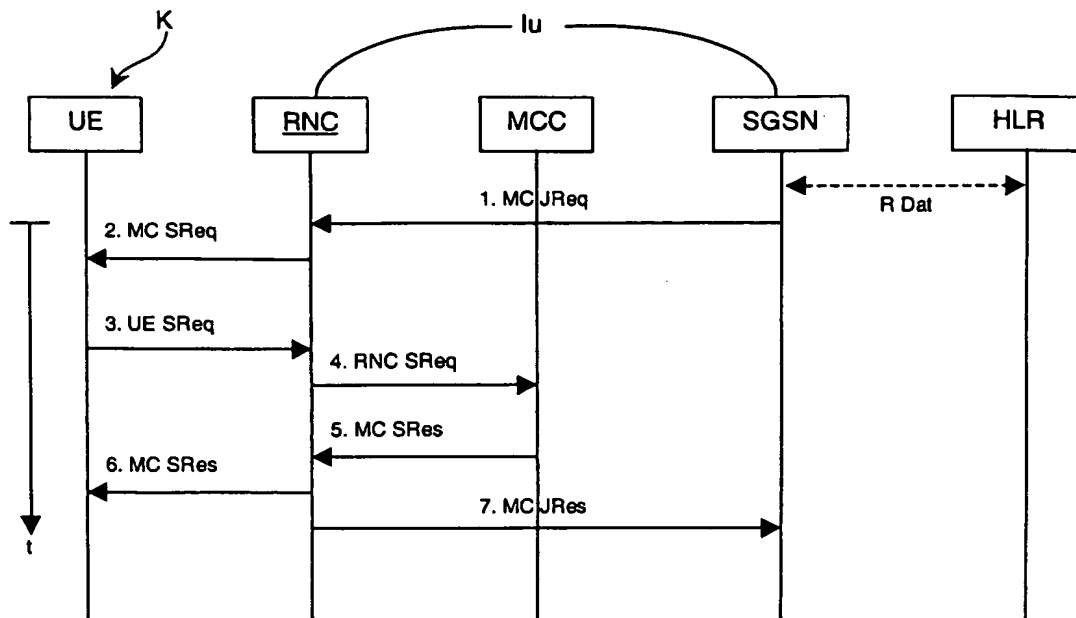 K
Iu
UE
RNC
MCC
SGSN
HLR
R Dat
1. MC JReq
2. MC SReq
3. UE SReq
4. RNC SReq
5. MC SRes
6. MC SRes
7. MC JRes
t